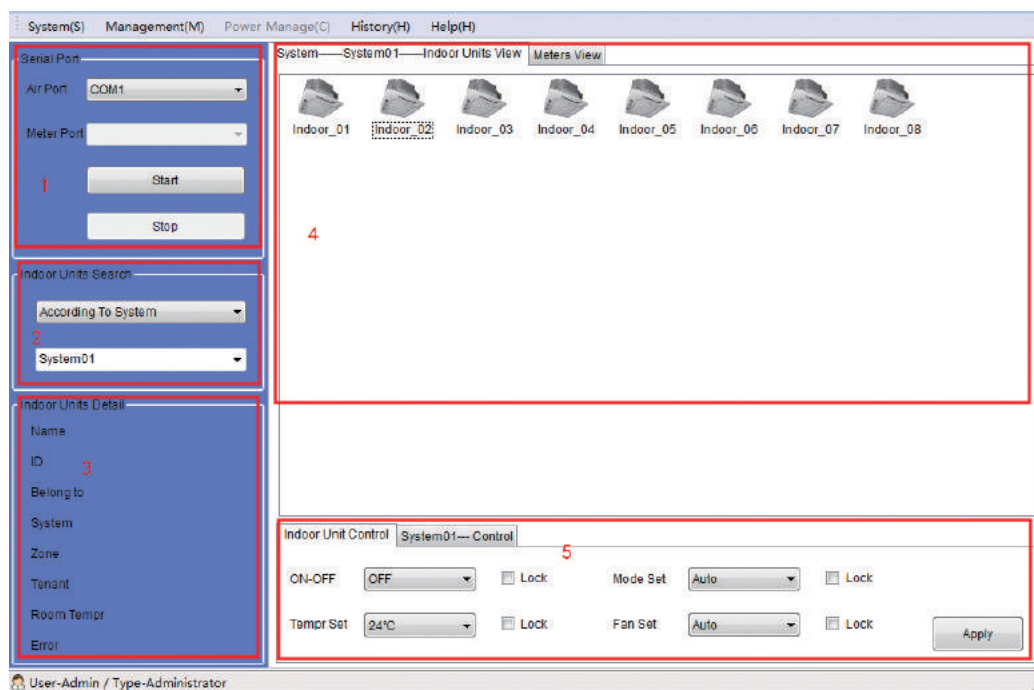 System(S) Management(M) Power Manage(C) History(H) Help(H)
Serial Port
Air Port COM1
Meter Port
1
Start
Stop
Indoor Units Search
According To System
2
System01
Indoor Units Detail
Name
ID
3
Belong to
System
Zone
Tenant
Room Tempr
Error
System-----System01-----Indoor Units View Meters View
Indoor_01 Indoor_02 Indoor_03 Indoor_04 Indoor_05 Indoor_06 Indoor_07 Indoor_08
4
Indoor Unit Control System01--- Control
5
ON-OFF OFF Lock Mode Set Auto Lock
Tempr Set 24℃ Lock Fan Set Auto Lock
Apply
User-Admin / Type-Administrator